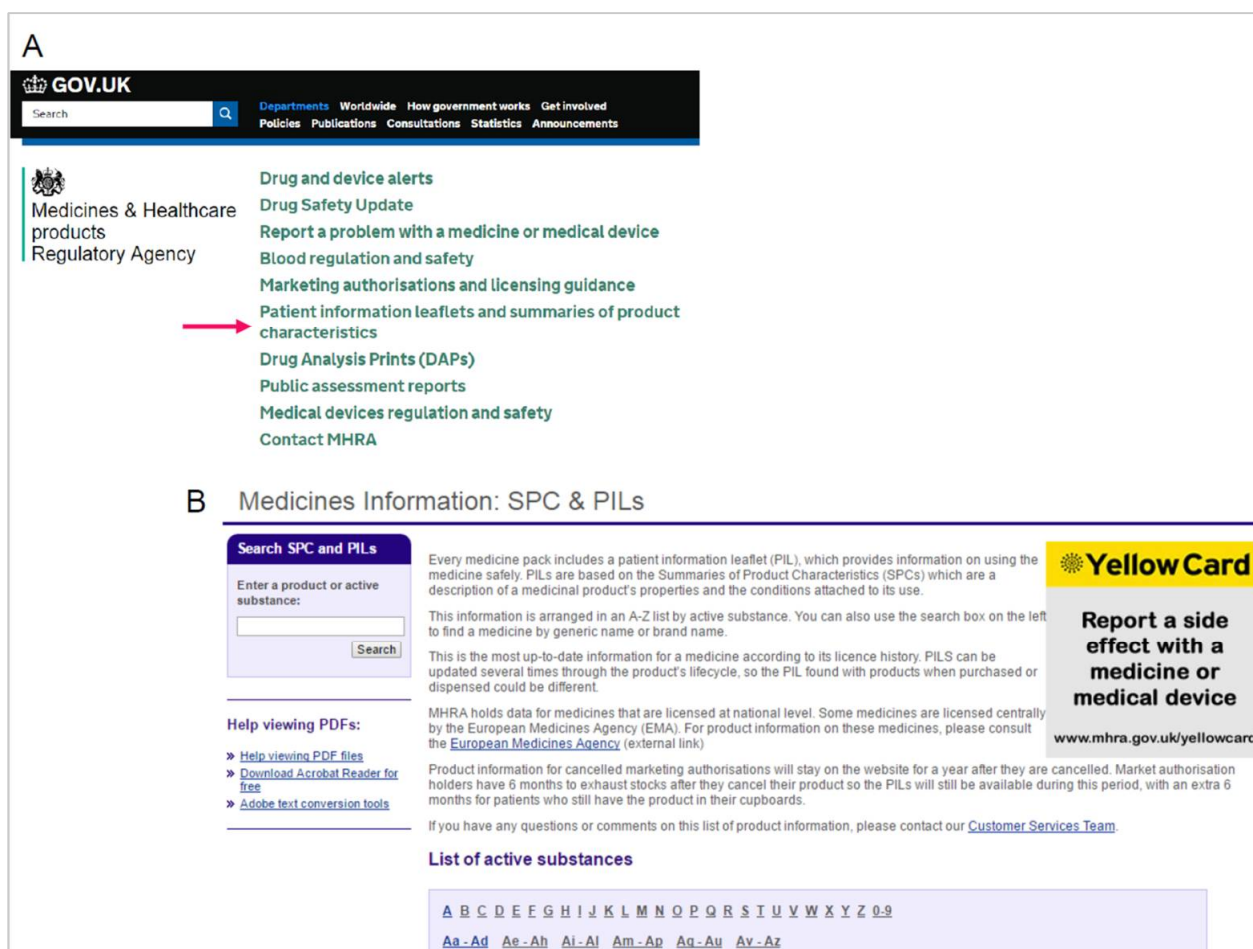 A
GOV.UK
Search
Departments Worldwide How government works Get involved
Policies Publications Consultations Statistics Announcements
Medicines & Healthcare
products
Regulatory Agency
Drug and device alerts
Drug Safety Update
Report a problem with a medicine or medical device
Blood regulation and safety
Marketing authorisations and licensing guidance
Patient information leaflets and summaries of product
characteristics
Drug Analysis Prints (DAPs)
Public assessment reports
Medical devices regulation and safety
Contact MHRA
B
Medicines Information: SPC & PILs
Search SPC and PILs
Enter a product or active
substance:
Search
Help viewing PDFs:
» Help viewing PDF files
» Download Acrobat Reader for
free
» Adobe text conversion tools
Every medicine pack includes a patient information leaflet (PIL), which provides information on using the
medicine safely. PILs are based on the Summaries of Product Characteristics (SPCs) which are a
description of a medicinal product's properties and the conditions attached to its use.
This information is arranged in an A-Z list by active substance. You can also use the search box on the left
to find a medicine by generic name or brand name.
This is the most up-to-date information for a medicine according to its licence history. PILS can be
updated several times through the product's lifecycle, so the PIL found with products when purchased or
dispensed could be different.
MHRA holds data for medicines that are licensed at national level. Some medicines are licensed centrally
by the European Medicines Agency (EMA). For product information on these medicines, please consult
the European Medicines Agency (external link)
Product information for cancelled marketing authorisations will stay on the website for a year after they are cancelled. Market authorisation
holders have 6 months to exhaust stocks after they cancel their product so the PILs will still be available during this period, with an extra 6
months for patients who still have the product in their cupboards.
If you have any questions or comments on this list of product information, please contact our Customer Services Team.
YellowCard
Report a side
effect with a
medicine or
medical device
www.mhra.gov.uk/yellowcard
List of active substances
A B C D E F G H I J K L M N O P Q R S T U V W X Y Z 0-9
Aa - Ad Ae - Ah Ai - Al Am - Ap Aq - Au Av - Az